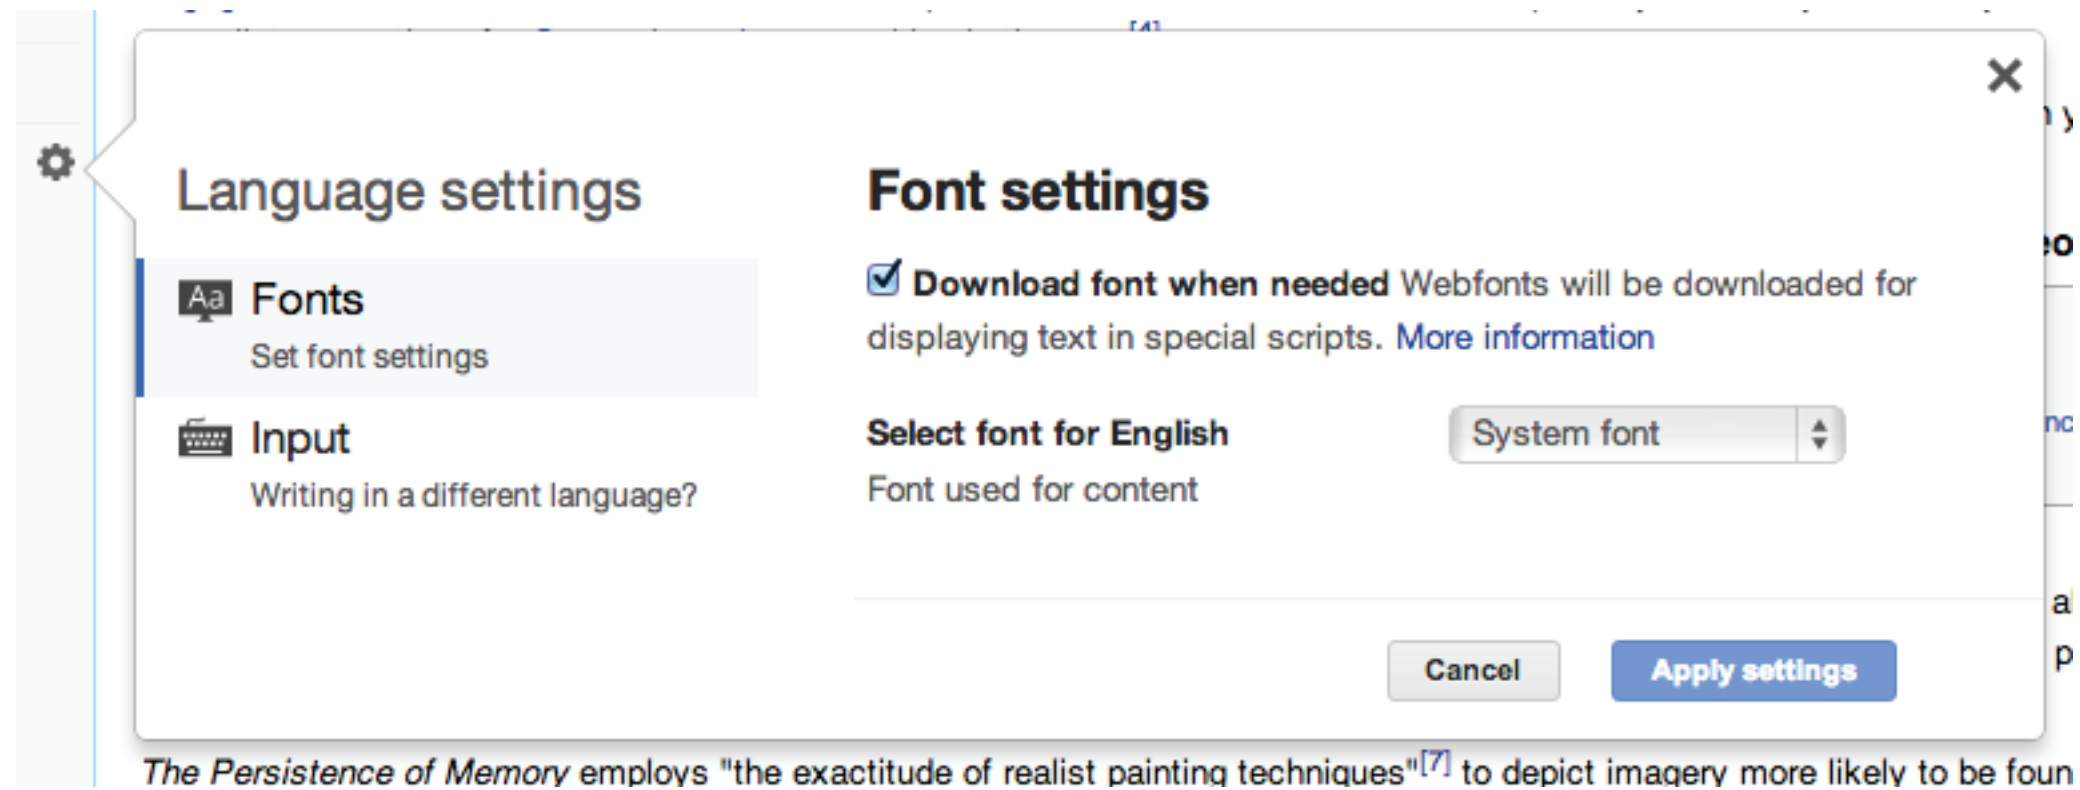 [4]
Language settings
Aa Fonts
Set font settings
Input
Writing in a different language?
Font settings
Download font when needed Webfonts will be downloaded for
displaying text in special scripts. More information
Select font for English
System font
Font used for content
Cancel
Apply settings
The Persistence of Memory employs "the exactitude of realist painting techniques"[7] to depict imagery more likely to be foun